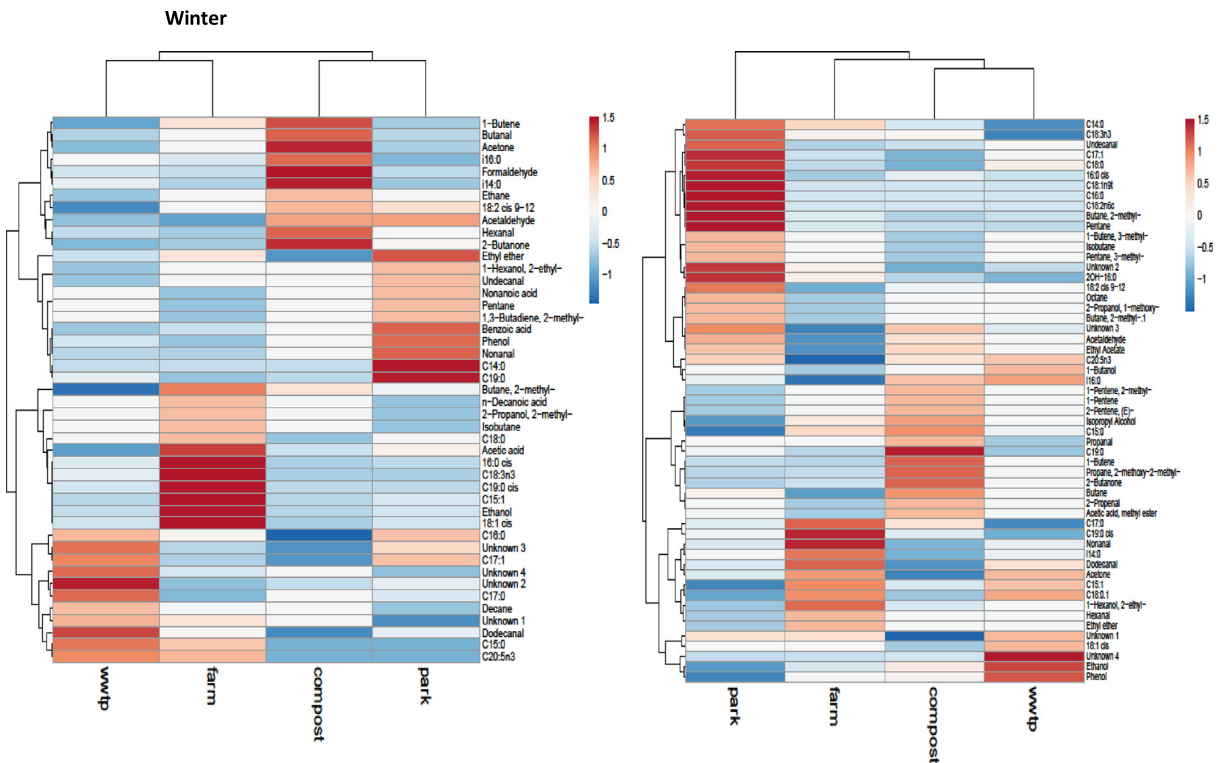 Winter
1-Butene
Butanal
Acetone
i16:0
Formaldehyde
i14:0
Ethane
18:2 cis 9-12
Acetaldehyde
Hexanal
2-Butanone
Ethyl ether
1-Hexanol, 2-ethyl-
Undecanal
Nonanoic acid
Pentane
1,3-Butadiene, 2-methyl-
Benzoic acid
Phenol
Nonanal
C14:0
C19:0
Butane, 2-methyl-
n-Decanoic acid
2-Propanol, 2-methyl-
Isobutane
C18:0
Acetic acid
16:0 cis
C18:3n3
C19:0 cis
C15:1
Ethanol
18:1 cis
C16:0
Unknown 3
C17:1
Unknown 4
Unknown 2
C17:0
Decane
Unknown 1
Dodecanal
C15:0
C20:5n3
1.5
1
0.5
0
-0.5
-1
wwtp
farm
compost
park
C14:0
C18:3n3
Undecanal
C17:1
C18:0
16:0 cis
C18:1n9t
C16:0
C18:2n6c
Butane, 2-methyl-
Pentane
1-Butene, 3-methyl-
Isobutane
Pentane, 3-methyl-
Unknown 2
2OH-16:0
18:2 cis 9-12
Octane
2-Propanol, 1-methoxy-
Butane, 2-methyl-.1
Unknown 3
Acetaldehyde
Ethyl Acetate
C20:5n3
1-Butanol
i16:0
1-Pentene, 2-methyl-
1-Pentene
2-Pentene, (E)-
Isopropyl Alcohol
C15:0
Propanal
C19:0
1-Butene
Propane, 2-methoxy-2-methyl-
2-Butanone
Butane
2-Propenal
Acetic acid, methyl ester
C17:0
C19:0 cis
Nonanal
i14:0
Dodecanal
Acetone
C15:1
C18:0.1
1-Hexanol, 2-ethyl-
Hexanal
Ethyl ether
Unknown 1
18:1 cis
Unknown 4
Ethanol
Phenol
1.5
1
0.5
0
-0.5
-1
park
farm
compost
wwtp